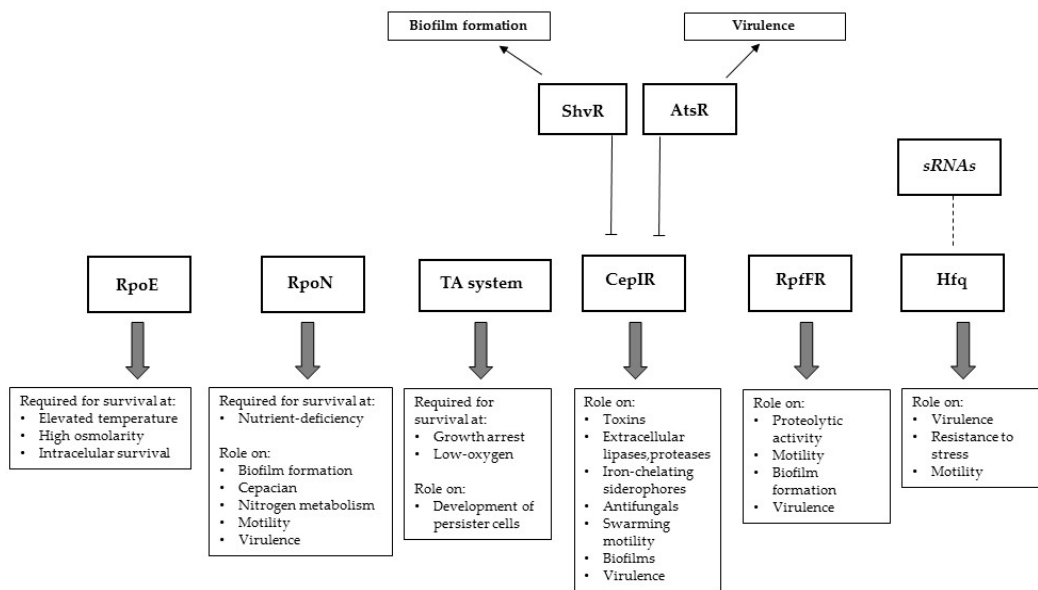 Biofilm formation
Virulence
ShvR
AtsR
sRNAs
RpoE
RpoN
TA system
CepIR
RpfFR
Hfq
Required for survival at:
• Elevated temperature
• High osmolarity
• Intracelular survival
Required for survival at:
• Nutrient-deficiency
Role on:
• Biofilm formation
• Cepacian
• Nitrogen metabolism
• Motility
• Virulence
Required for
survival at:
• Growth arrest
• Low-oxygen
Role on:
• Development of
persister cells
Role on:
• Toxins
• Extracellular
lipases,proteases
• Iron-chelating
siderophores
• Antifungals
• Swarming
motility
• Biofilms
• Virulence
Role on:
• Proteolytic
activity
• Motility
• Biofilm
formation
• Virulence
Role on:
• Virulence
• Resistance to
stress
• Motility